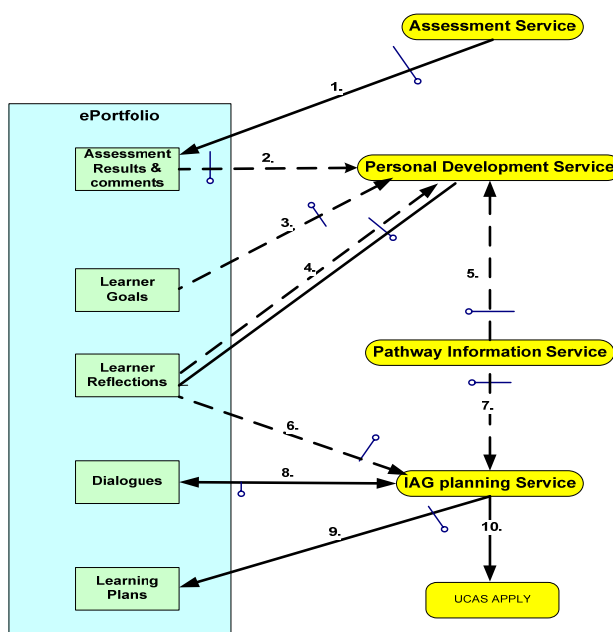 Assessment Service
1.
ePortfolio
Assessment
Results &
comments
2.
Personal Development Service
3.
4.
Learner
Goals
5.
Learner
Reflections
Pathway Information Service
6.
7.
Dialogues
8.
IAG planning Service
9.
10.
Learning
Plans
UCAS APPLY